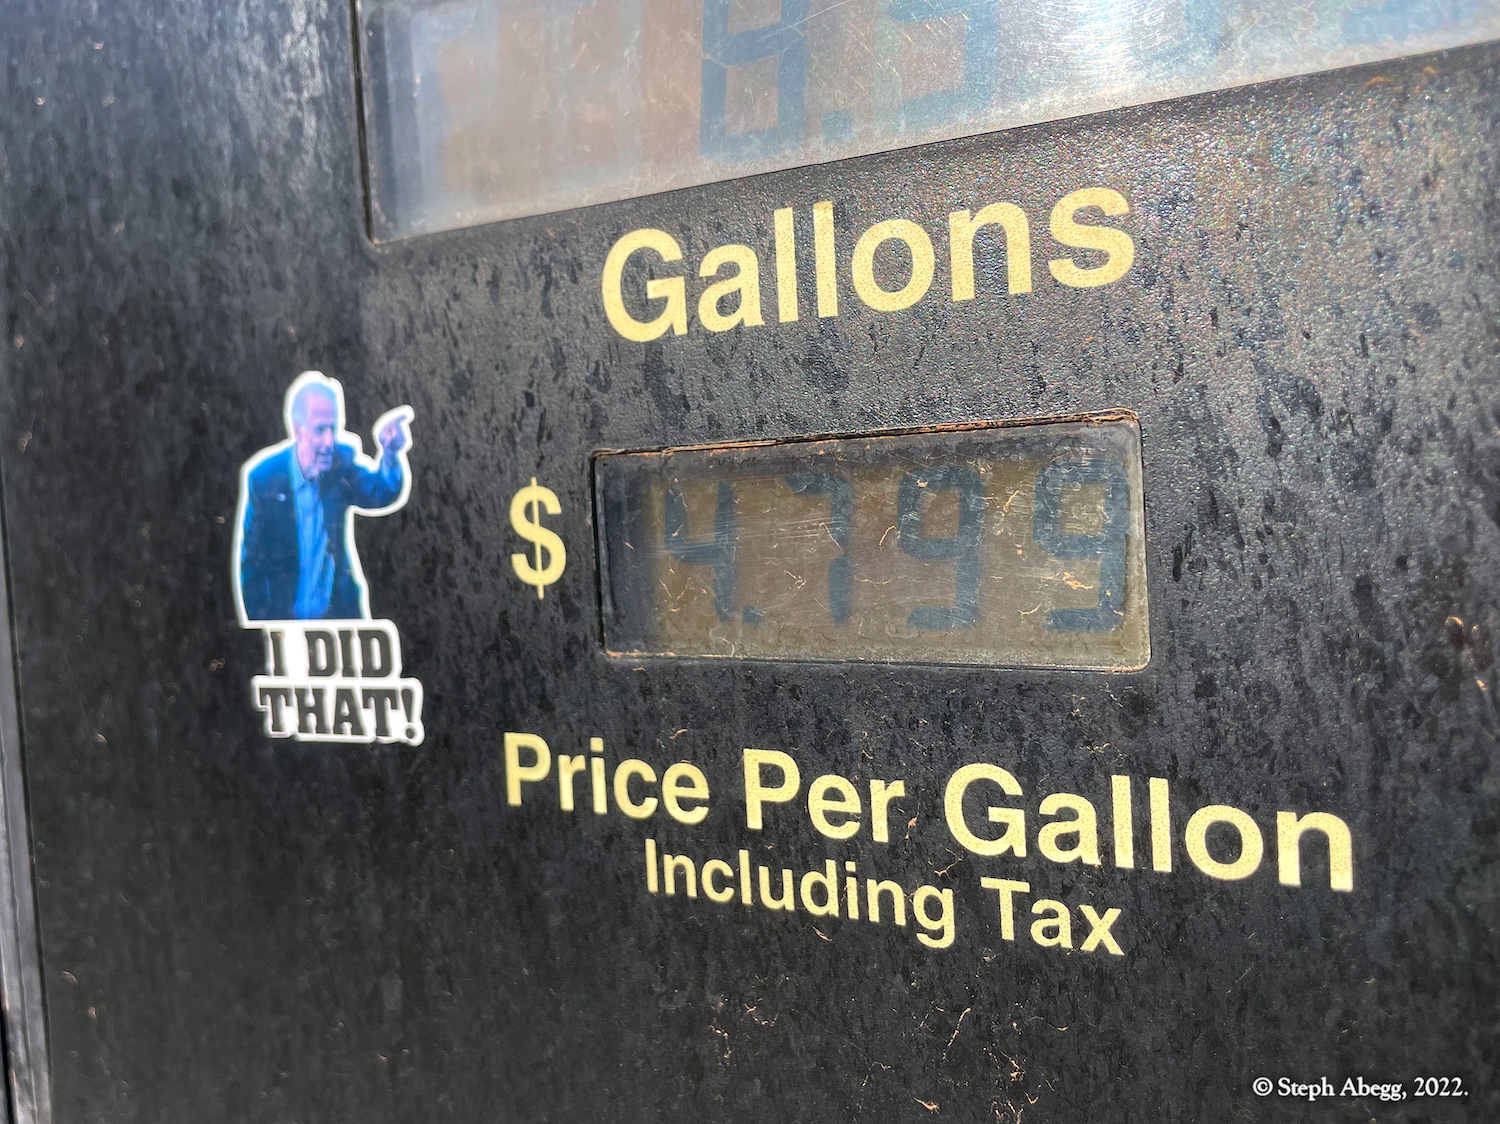 Gallons
$ 4.799
I DID
THAT!
Price Per Gallon
Including Tax
© Steph Abegg, 2022.